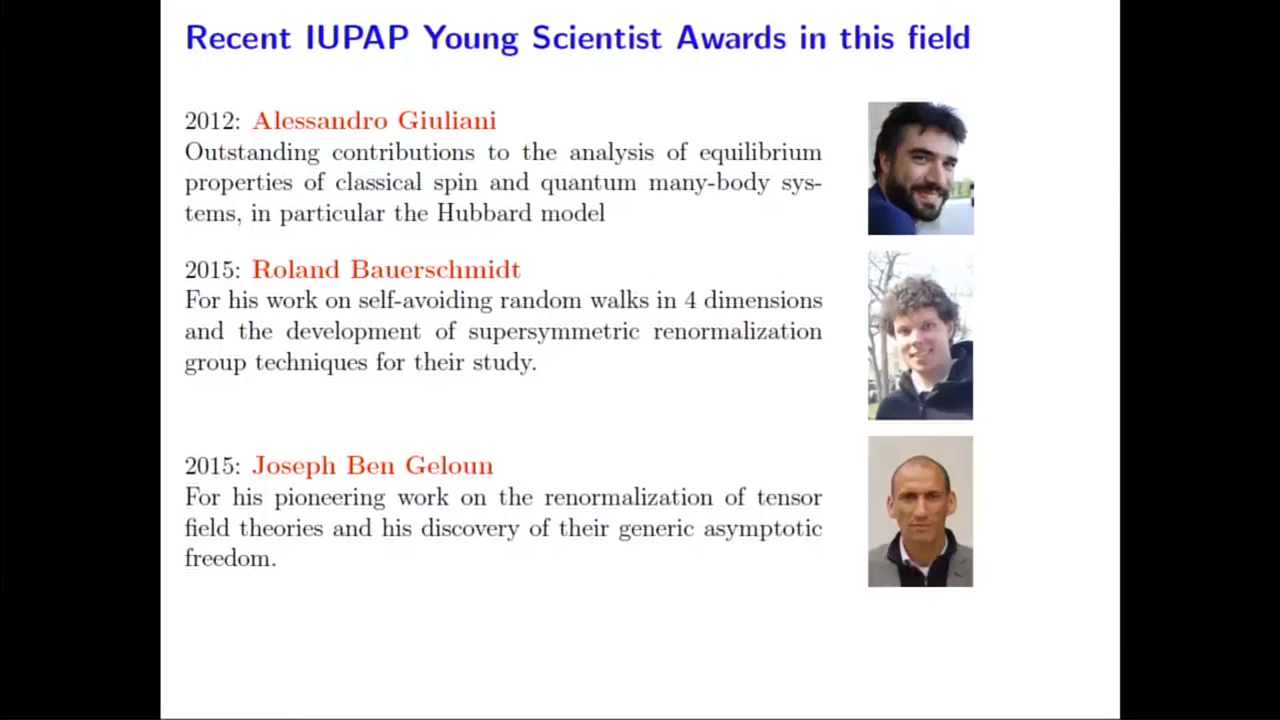 Recent IUPAP Young Scientist Awards in this field
2012: Alessandro Giuliani
Outstanding contributions to the analysis of equilibrium
properties of classical spin and quantum many-body sys-
tems, in particular the Hubbard model
2015: Roland Bauerschmidt
For his work on self-avoiding random walks in 4 dimensions
and the development of supersymmetric renormalization
group techniques for their study.
2015: Joseph Ben Geloun
For his pioneering work on the renormalization of tensor
field theories and his discovery of their generic asymptotic
freedom.